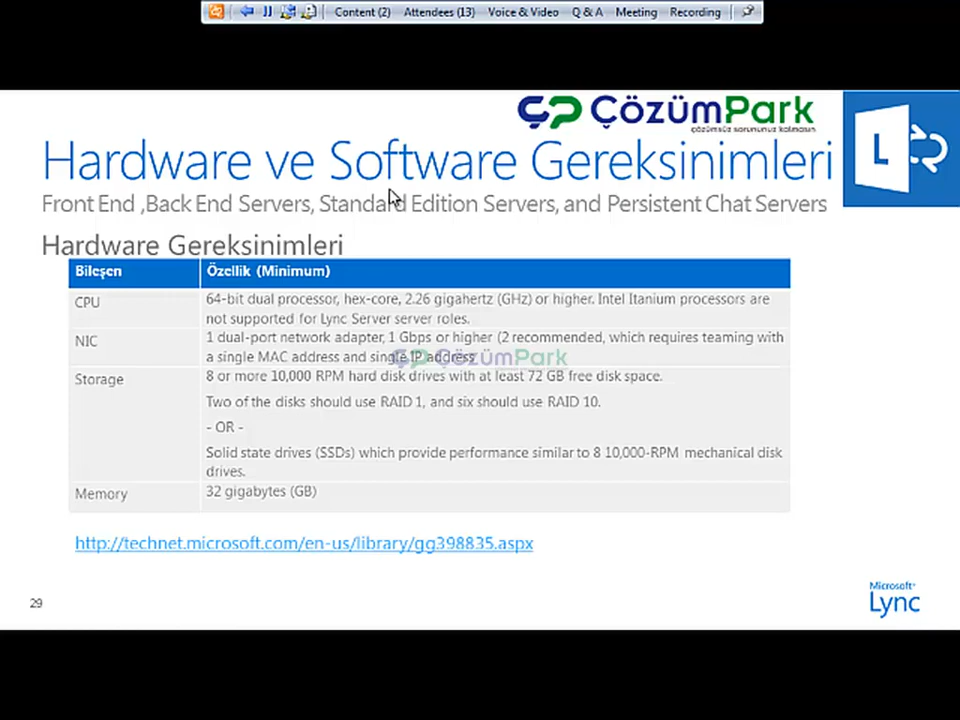 Content (2) Attendees (13) Voice & Video Q & A Meeting Recording
ÇP ÇözümPark
çözümsüz sorununuz kalmasın
Hardware ve Software Gereksinimleri
L
Front End ,Back End Servers, Standard Edition Servers, and Persistent Chat Servers
Hardware Gereksinimleri
Bileşen Özellik (Minimum)
CPU 64-bit dual processor, hex-core, 2.26 gigahertz (GHz) or higher. Intel Itanium processors are
not supported for Lync Server server roles.
NIC 1 dual-port network adapter, 1 Gbps or higher (2 recommended, which requires teaming with
a single MAC address and single IP address
ÇP ÇözümPark
Storage 8 or more 10,000 RPM hard disk drives with at least 72 GB free disk space.
Two of the disks should use RAID 1, and six should use RAID 10.
- OR -
Solid state drives (SSDs) which provide performance similar to 8 10,000-RPM mechanical disk
drives.
Memory 32 gigabytes (GB)
http://technet.microsoft.com/en-us/library/gg398835.aspx
29
Microsoft®
Lync